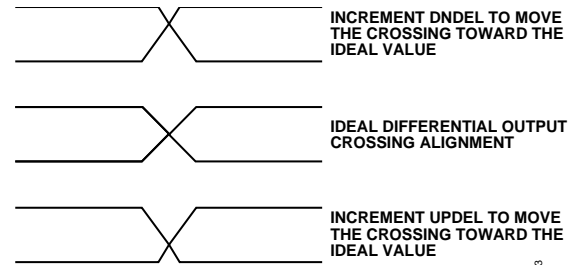 INCREMENT DNDEL TO MOVE
THE CROSSING TOWARD THE
IDEAL VALUE
IDEAL DIFFERENTIAL OUTPUT
CROSSING ALIGNMENT
INCREMENT UPDEL TO MOVE
THE CROSSING TOWARD THE
IDEAL VALUE
3